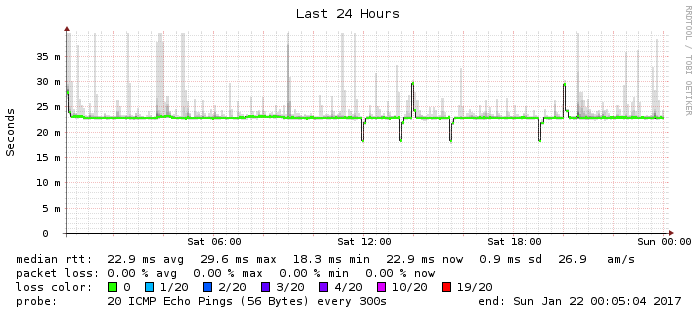 Last 24 Hours
RRDTOOL / TOBI OETIKER
Seconds
35 m
30 m
25 m
20 m
15 m
10 m
5 m
0
Sat 06:00 Sat 12:00 Sat 18:00 Sun 00:00
median rtt: 22.9 ms avg 29.6 ms max 18.3 ms min 22.9 ms now 0.9 ms sd 26.9 am/s
packet loss: 0.00 % avg 0.00 % max 0.00 % min 0.00 % now
loss color: 0 1/20 2/20 3/20 4/20 10/20 19/20
probe: 20 ICMP Echo Pings (56 Bytes) every 300s end: Sun Jan 22 00:05:04 2017